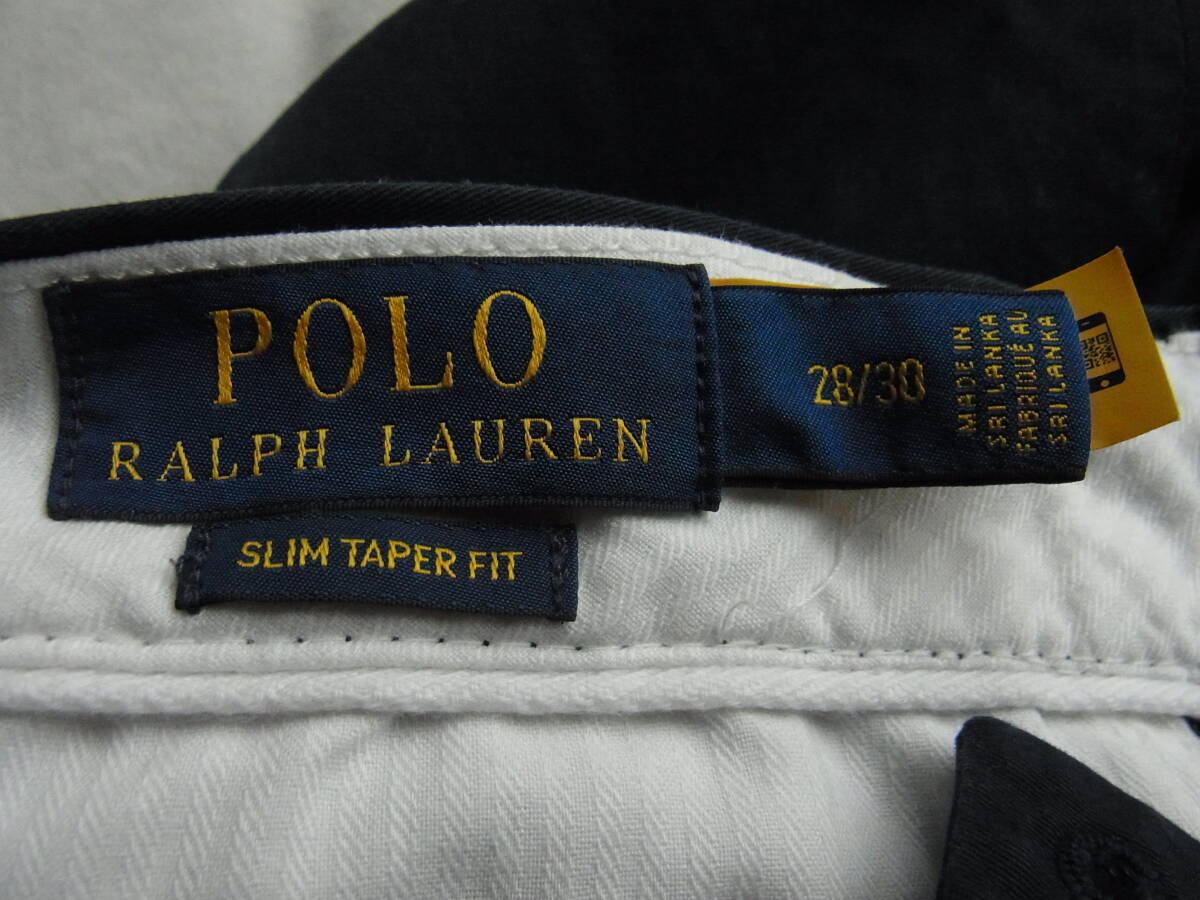 POLO
RALPH LAUREN
SLIM TAPER FIT
28/30
MADE IN
SRI LANKA
FABRIQUÉ AU
SRI LANKA